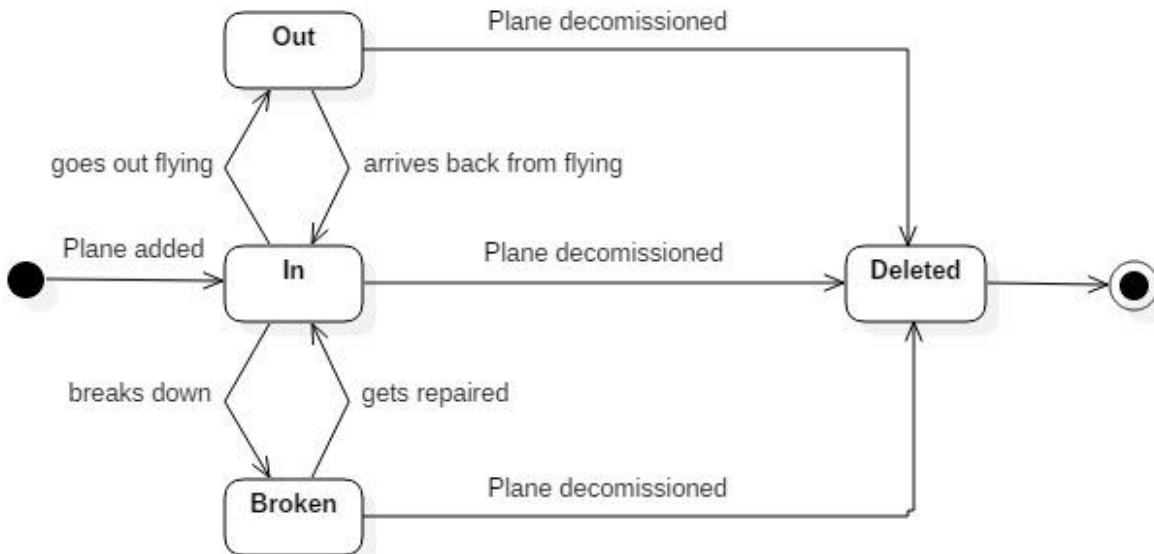 Out
Plane decomissioned
goes out flying
arrives back from flying
Plane added
In
Plane decomissioned
Deleted
breaks down
gets repaired
Broken
Plane decomissioned